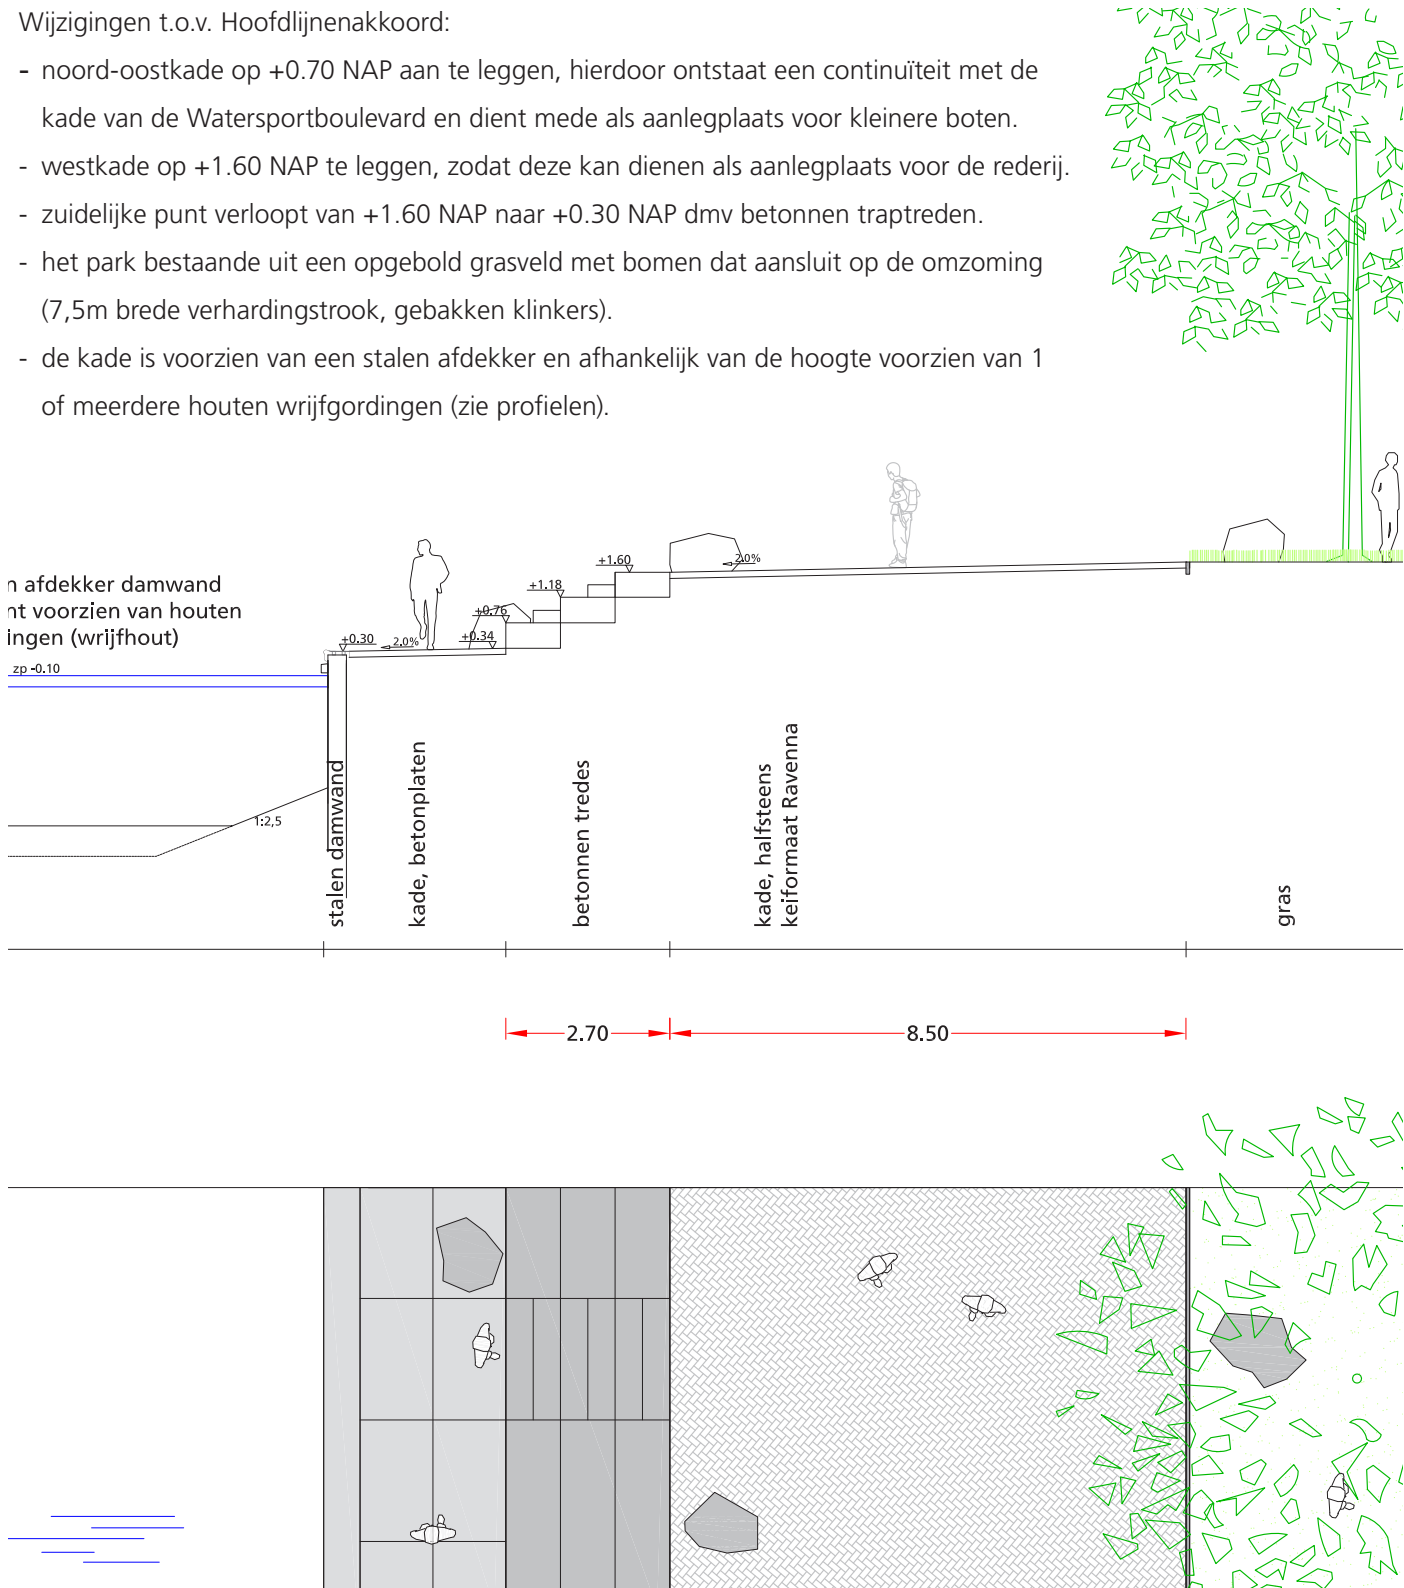 Wijzigingen t.o.v. Hoofdlijnenakkoord:
- noord-oostkade op +0.70 NAP aan te leggen, hierdoor ontstaat een continuïteit met de
kade van de Watersportboulevard en dient mede als aanlegplaats voor kleinere boten.
- westkade op +1.60 NAP te leggen, zodat deze kan dienen als aanlegplaats voor de rederij.
- zuidelijke punt verloopt van +1.60 NAP naar +0.30 NAP dmv betonnen traptreden.
- het park bestaande uit een opgebold grasveld met bomen dat aansluit op de omzoming
(7,5m brede verhardingstrook, gebakken klinkers).
- de kade is voorzien van een stalen afdekker en afhankelijk van de hoogte voorzien van 1
of meerdere houten wrijfgordingen (zie profielen).
n afdekker damwand
nt voorzien van houten
ingen (wrijfhout)
zp -0.10
+0.30
2.0%
+0.34
+0.76
+1.18
+1.60
2.0%
1:2,5
stalen damwand
kade, betonplaten
betonnen tredes
kade, halfsteens
keiformaat Ravenna
gras
2.70
8.50